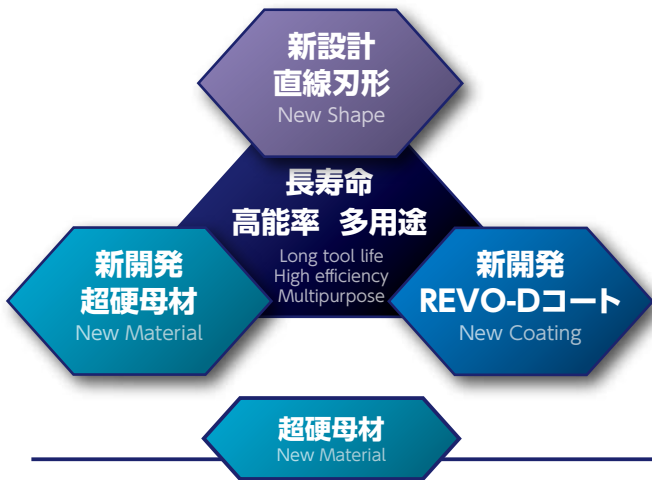 新設計
直線刃形
New Shape
長寿命
高能率 多用途
Long tool life
High efficiency
Multipurpose
新開発
超硬母材
New Material
新開発
REVO-Dコート
New Coating
超硬母材
New Material